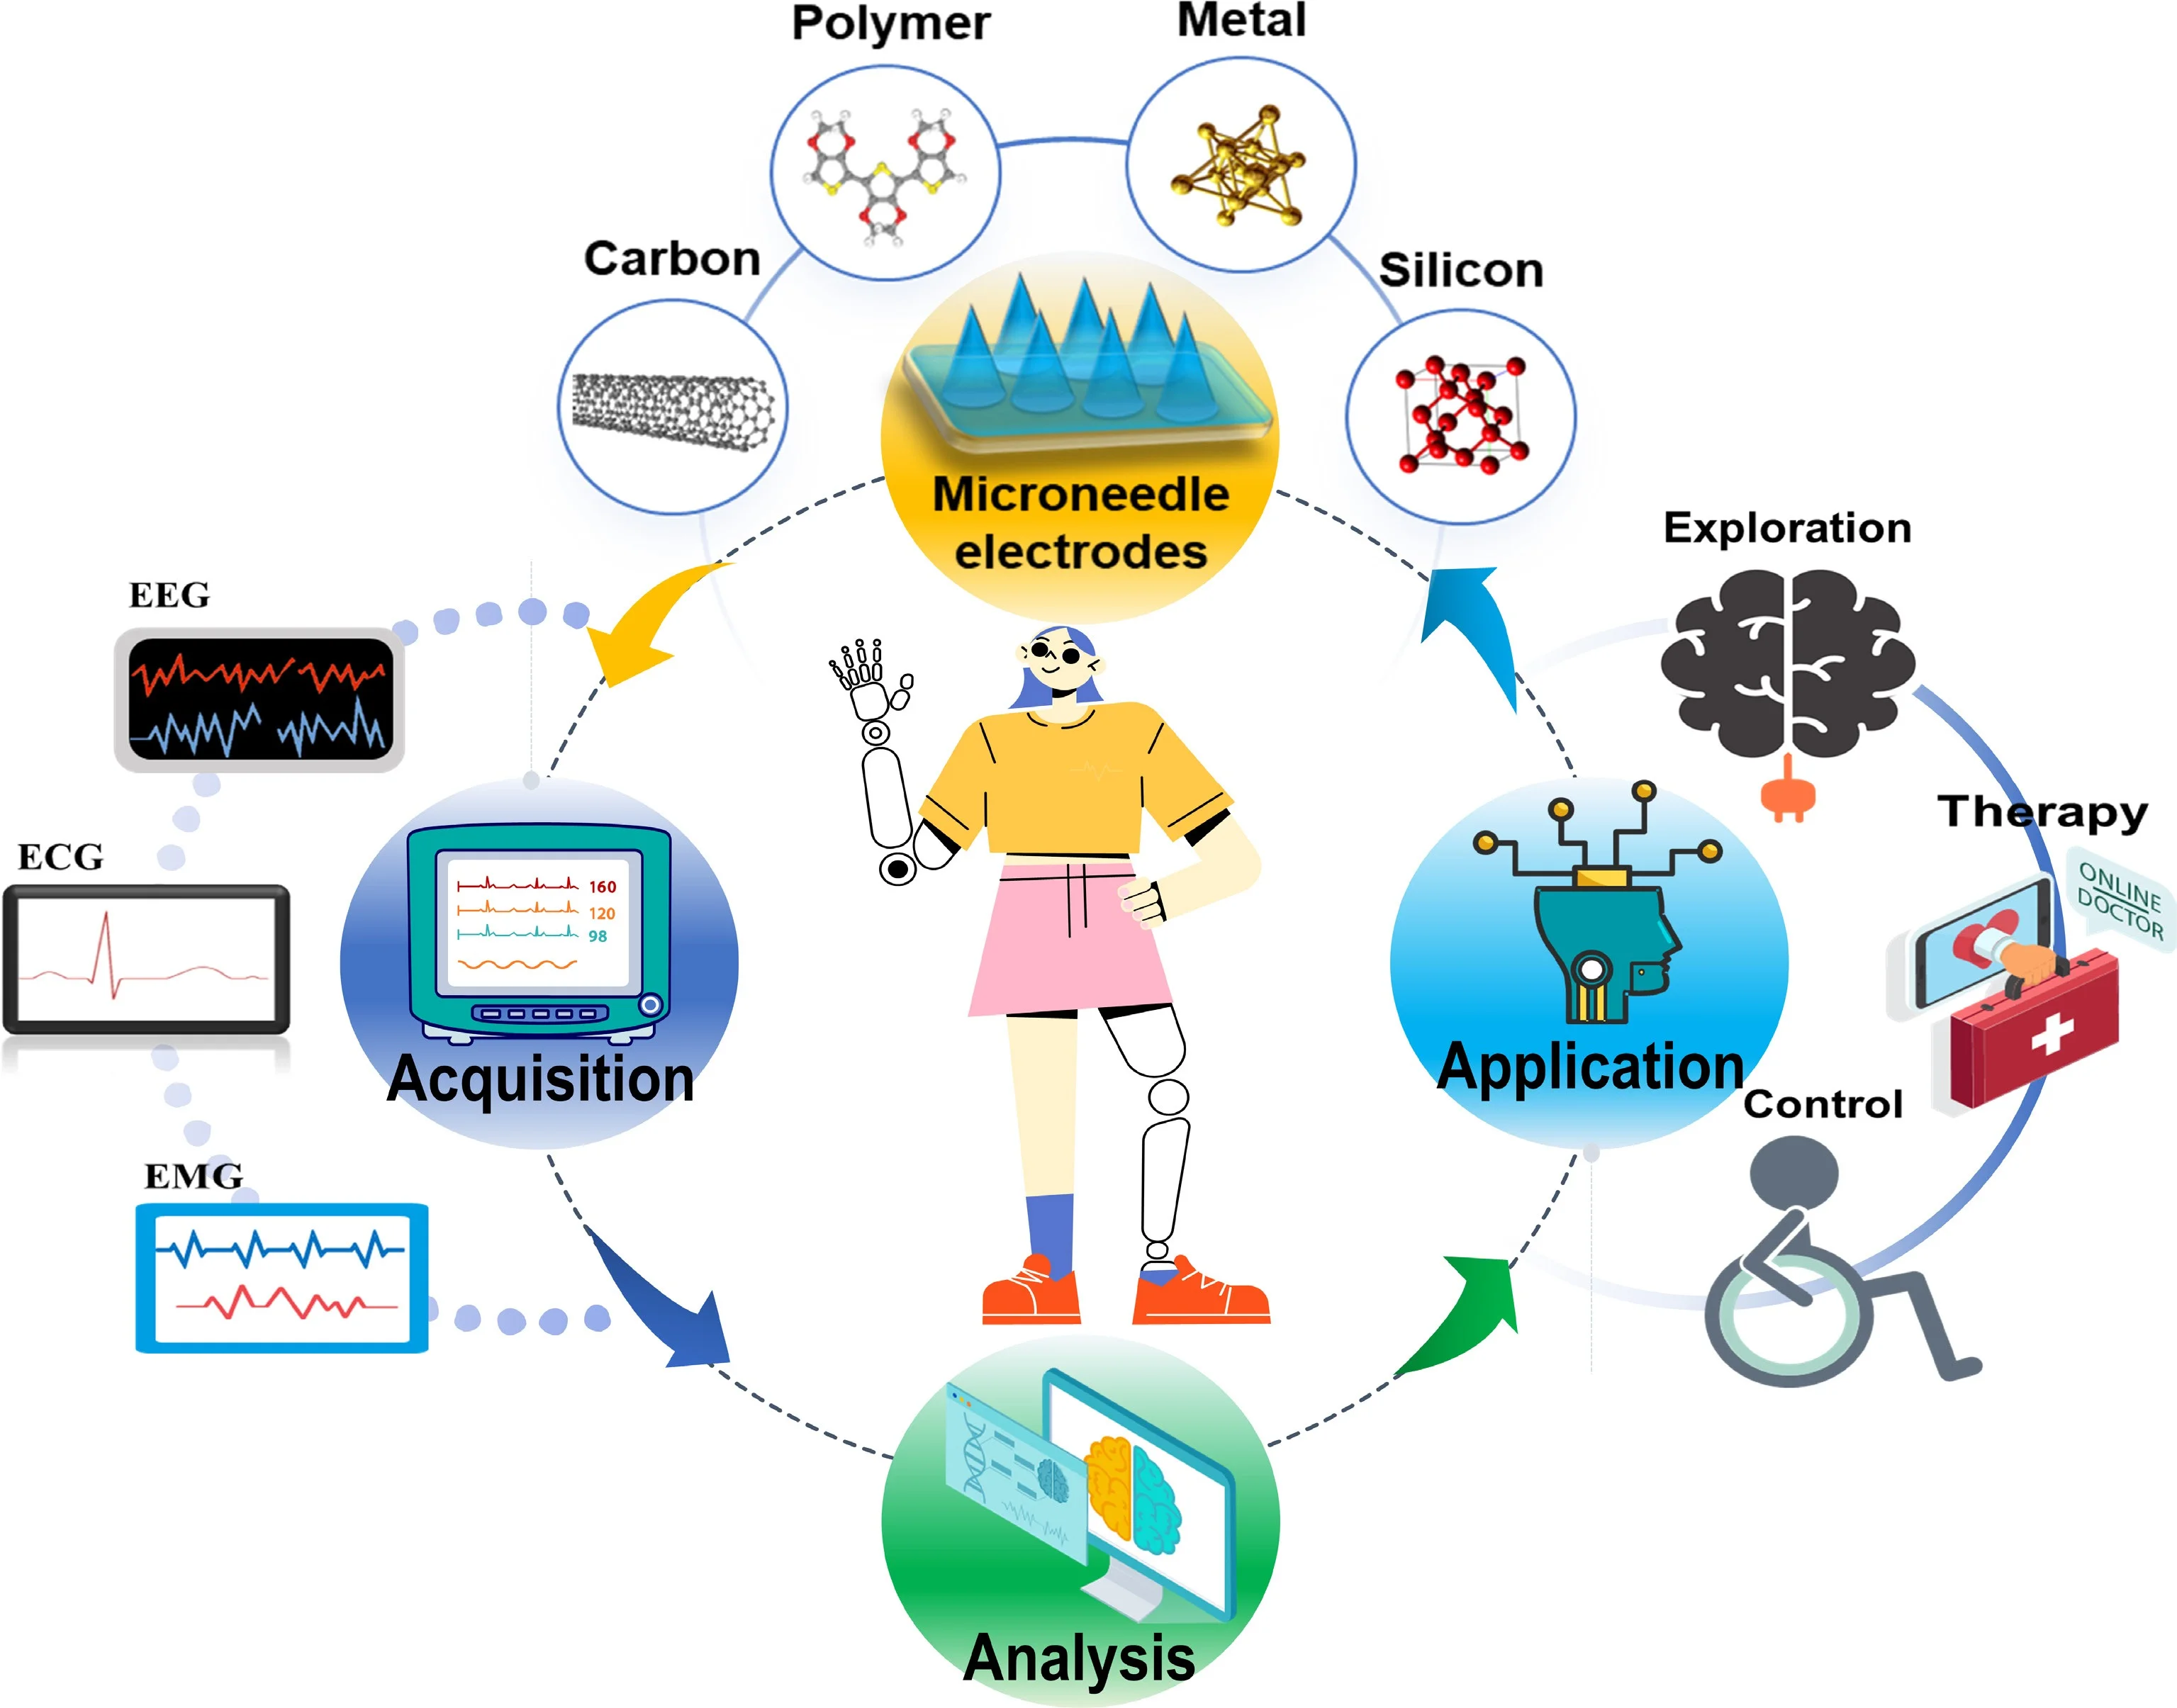 Polymer
Metal
Carbon
Silicon
Microneedle
electrodes
Exploration
EEG
Therapy
ONLINE
DOCTOR
ECG
160
120
98
Acquisition
Application
Control
EMG
Analysis